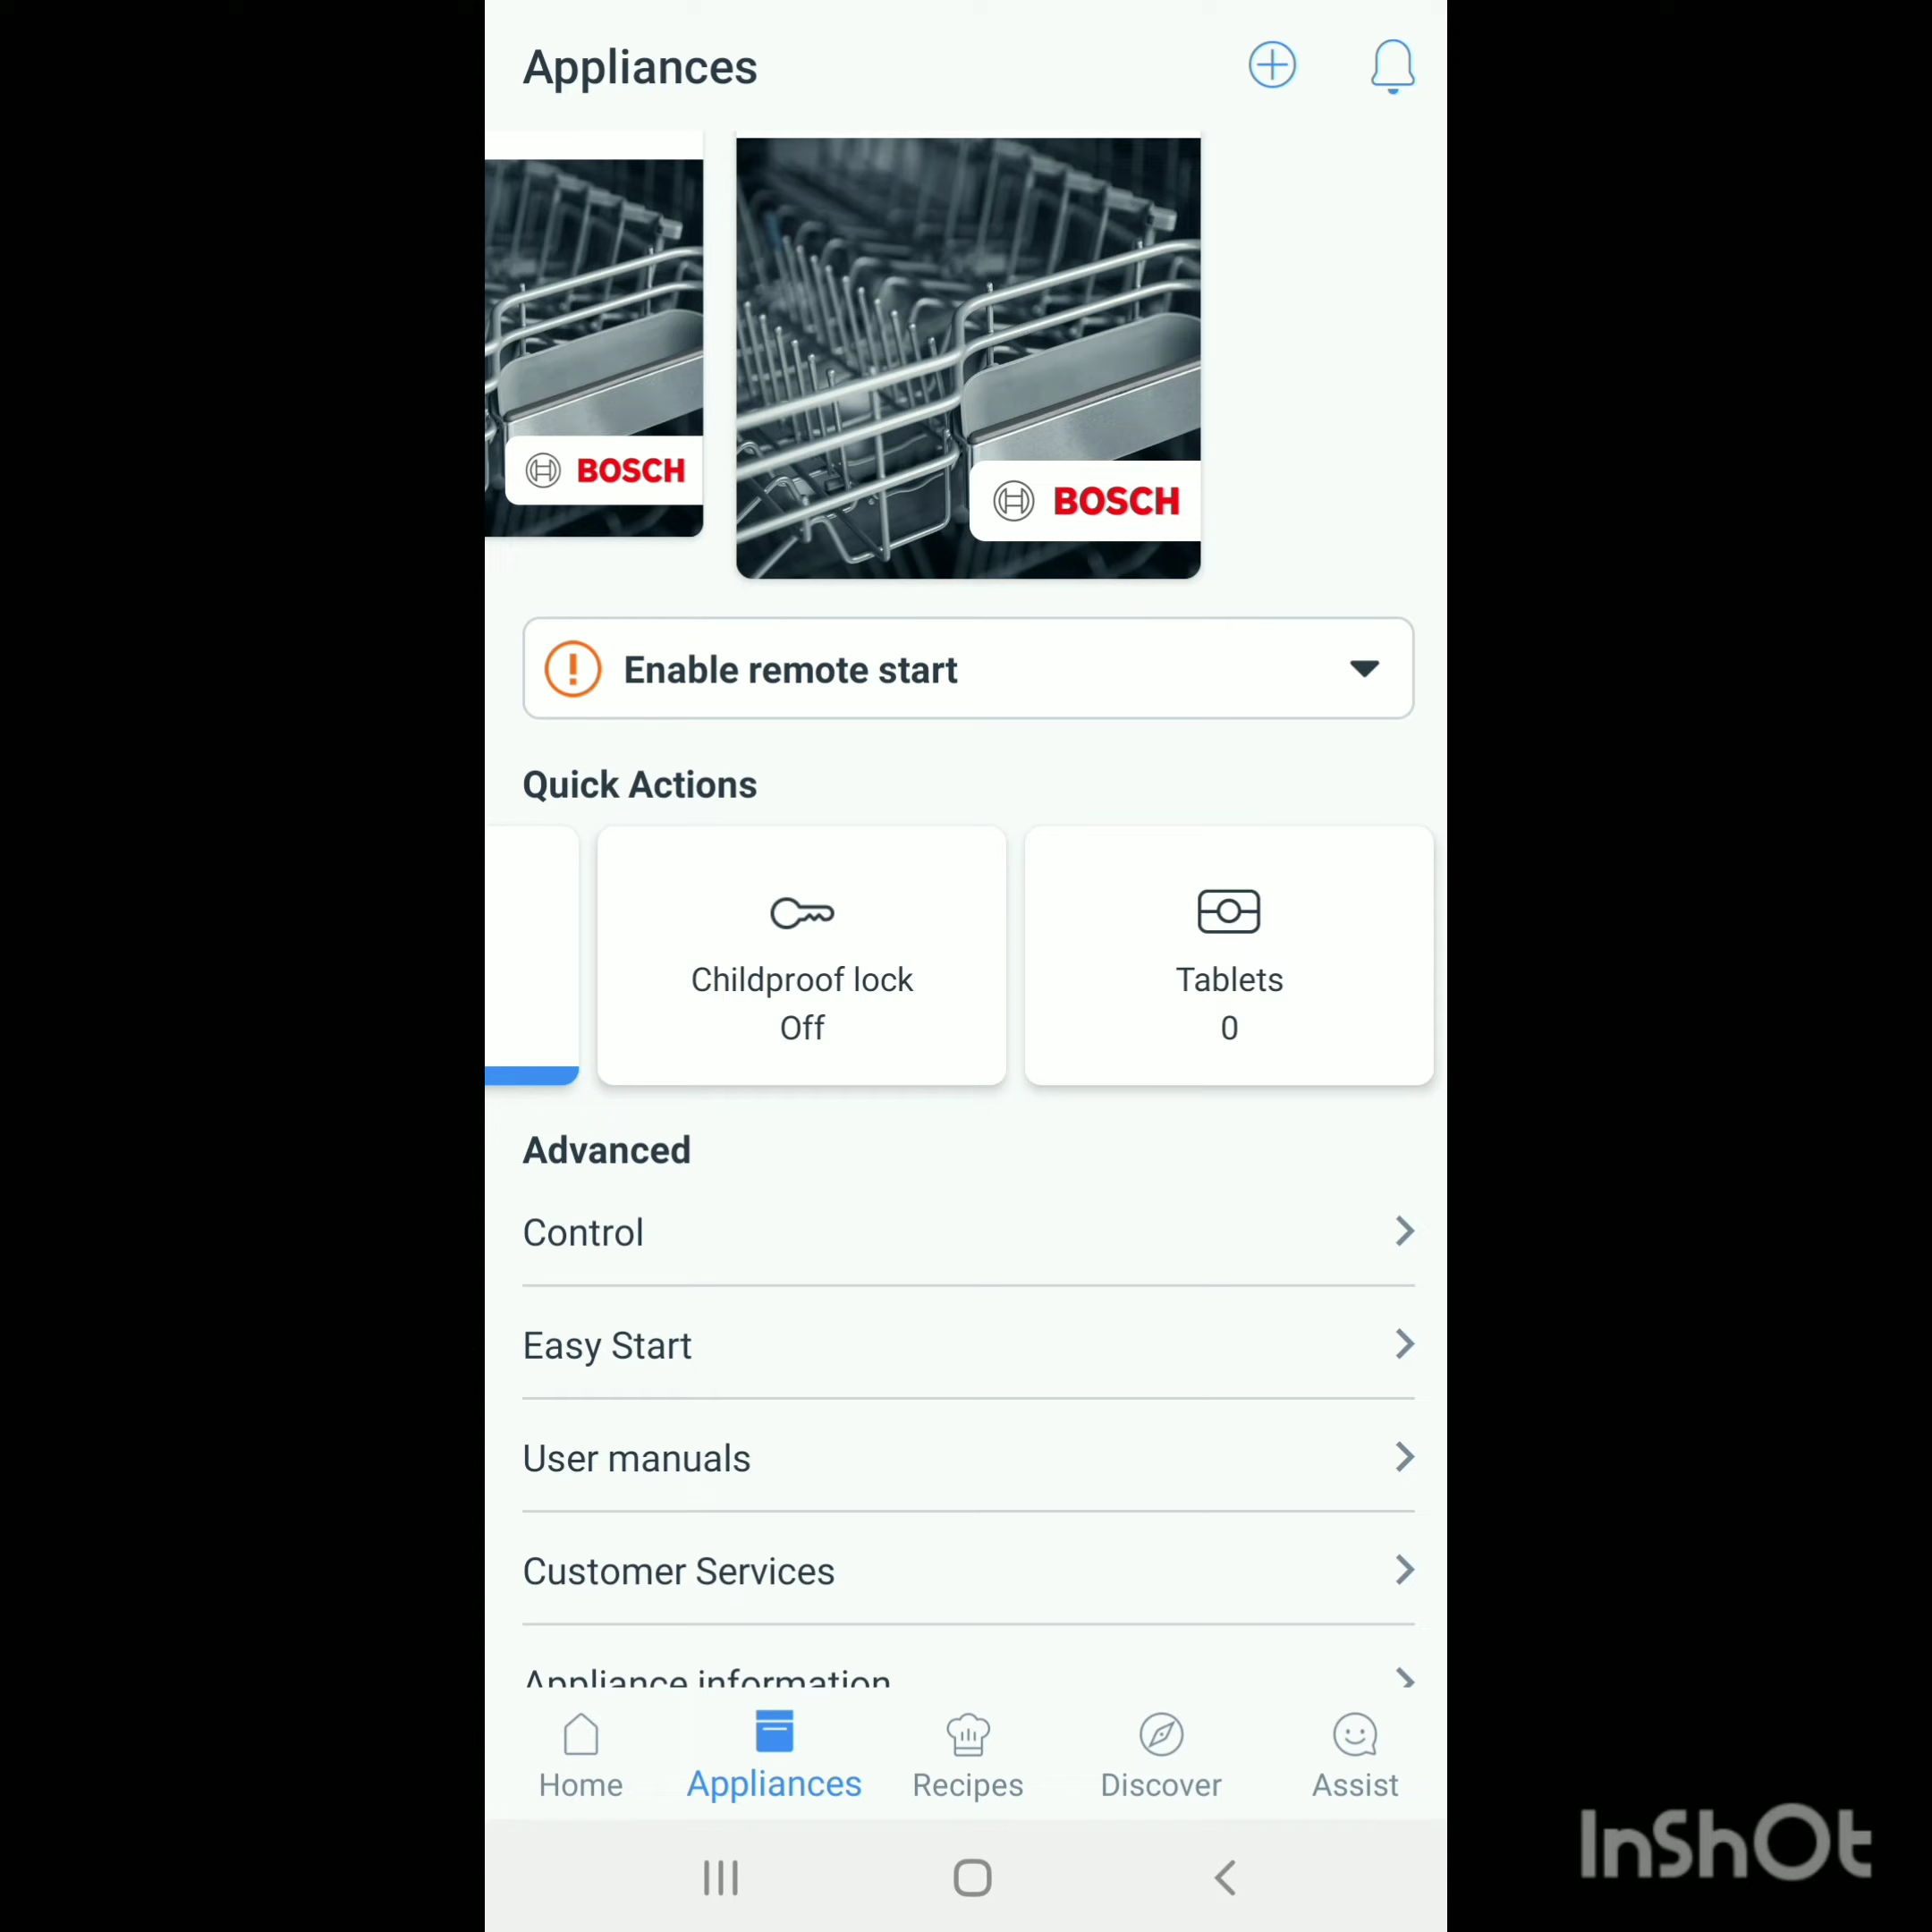 Appliances
BOSCH
BOSCH
Enable remote start
Quick Actions
Childproof lock
Off
Tablets
0
Advanced
Control
Easy Start
User manuals
Customer Services
Appliance information
Home
Appliances
Recipes
Discover
Assist
InShOt